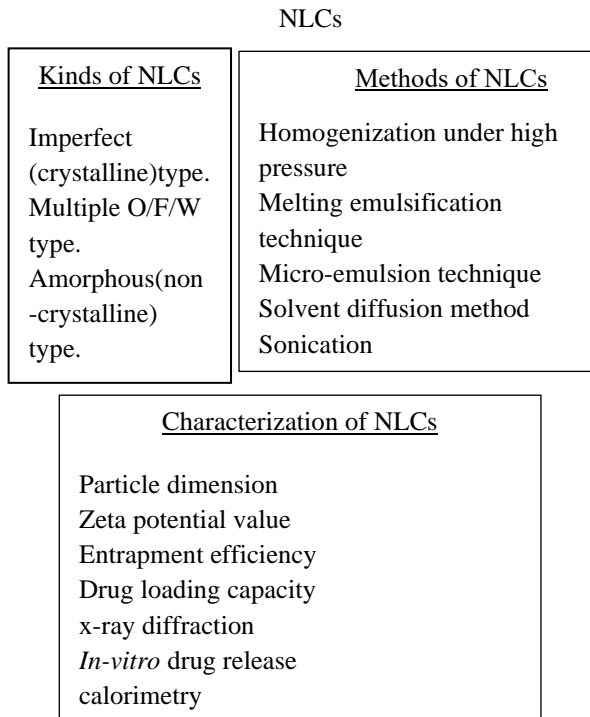 NLCs
Kinds of NLCs
Imperfect
(crystalline)type.
Multiple O/F/W
type.
Amorphous(non
-crystalline)
type.
Methods of NLCs
Homogenization under high
pressure
Melting emulsification
technique
Micro-emulsion technique
Solvent diffusion method
Sonication
Characterization of NLCs
Particle dimension
Zeta potential value
Entrapment efficiency
Drug loading capacity
x-ray diffraction
In-vitro drug release
calorimetry